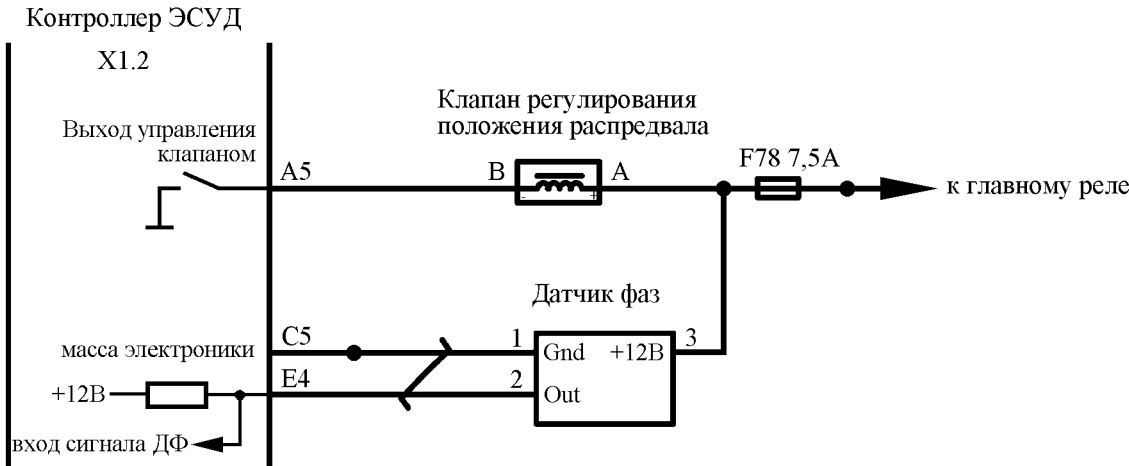 Контроллер ЭСУД
X1.2
Клапан регулирования
положения распредвала
Выход управления
клапаном
A5
B
A
- +
F78 7,5А
к главному реле
Датчик фаз
масса электроники
C5
1
Gnd
+12В
3
+12В
E4
2
Out
вход сигнала ДФ